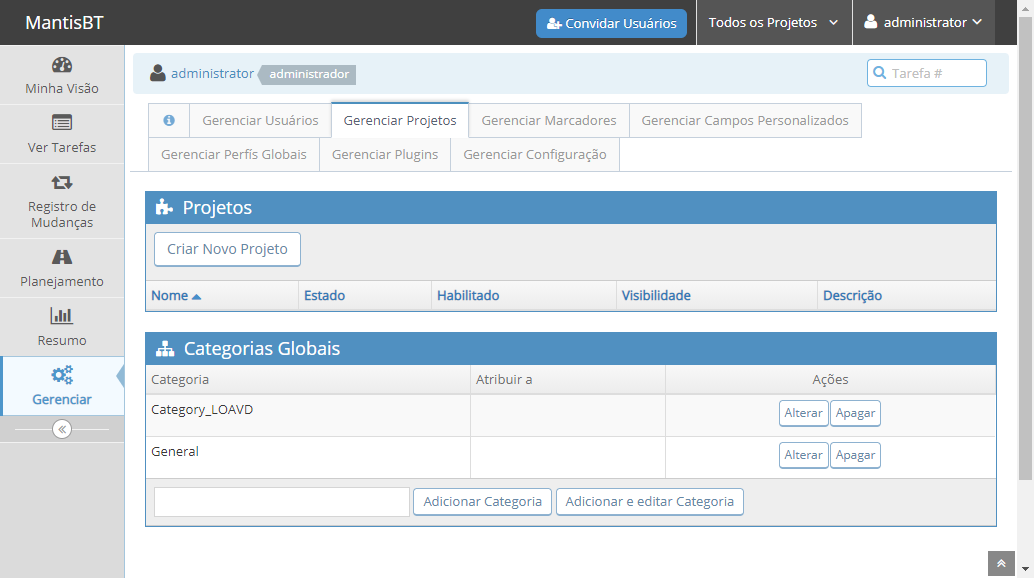 MantisBT
Convidar Usuários
Todos os Projetos
administrator
Minha Visão
Ver Tarefas
Registro de
Mudanças
Planejamento
Resumo
Gerenciar
administrator administrador
Tarefa #
Gerenciar Usuários
Gerenciar Projetos
Gerenciar Marcadores
Gerenciar Campos Personalizados
Gerenciar Perfís Globais
Gerenciar Plugins
Gerenciar Configuração
Projetos
Criar Novo Projeto
Nome Estado Habilitado Visibilidade Descrição
Categorias Globais
Categoria Atribuir a Ações
Category_LOAVD Alterar Apagar
General Alterar Apagar
Adicionar Categoria Adicionar e editar Categoria